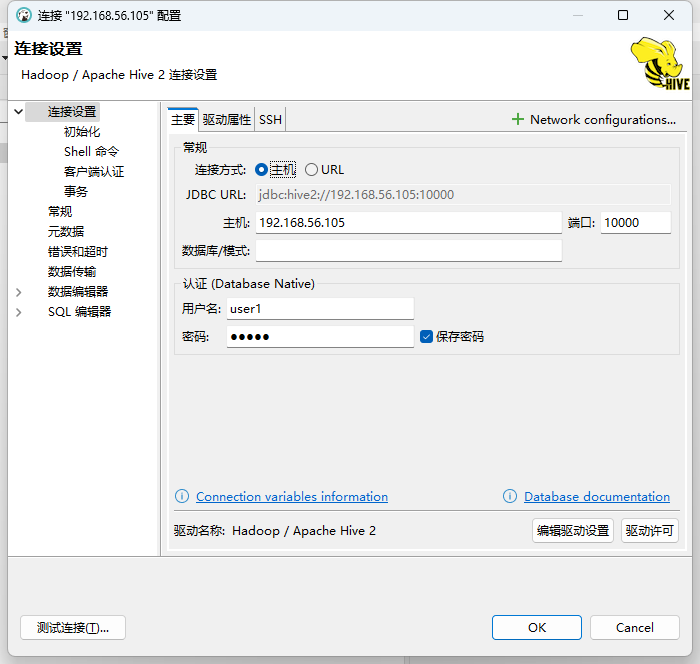 连接 "192.168.56.105" 配置
连接设置
Hadoop / Apache Hive 2 连接设置
HIVE
连接设置
初始化
Shell 命令
客户端认证
事务
常规
元数据
错误和超时
数据传输
数据编辑器
SQL 编辑器
主要 驱动属性 SSH Network configurations...
常规
连接方式: 主机 URL
JDBC URL: jdbc:hive2://192.168.56.105:10000
主机: 192.168.56.105 端口: 10000
数据库/模式:
认证 (Database Native)
用户名: user1
密码: ●●●●● 保存密码
Connection variables information Database documentation
驱动名称: Hadoop / Apache Hive 2 编辑驱动设置 驱动许可
测试连接(T)... OK Cancel